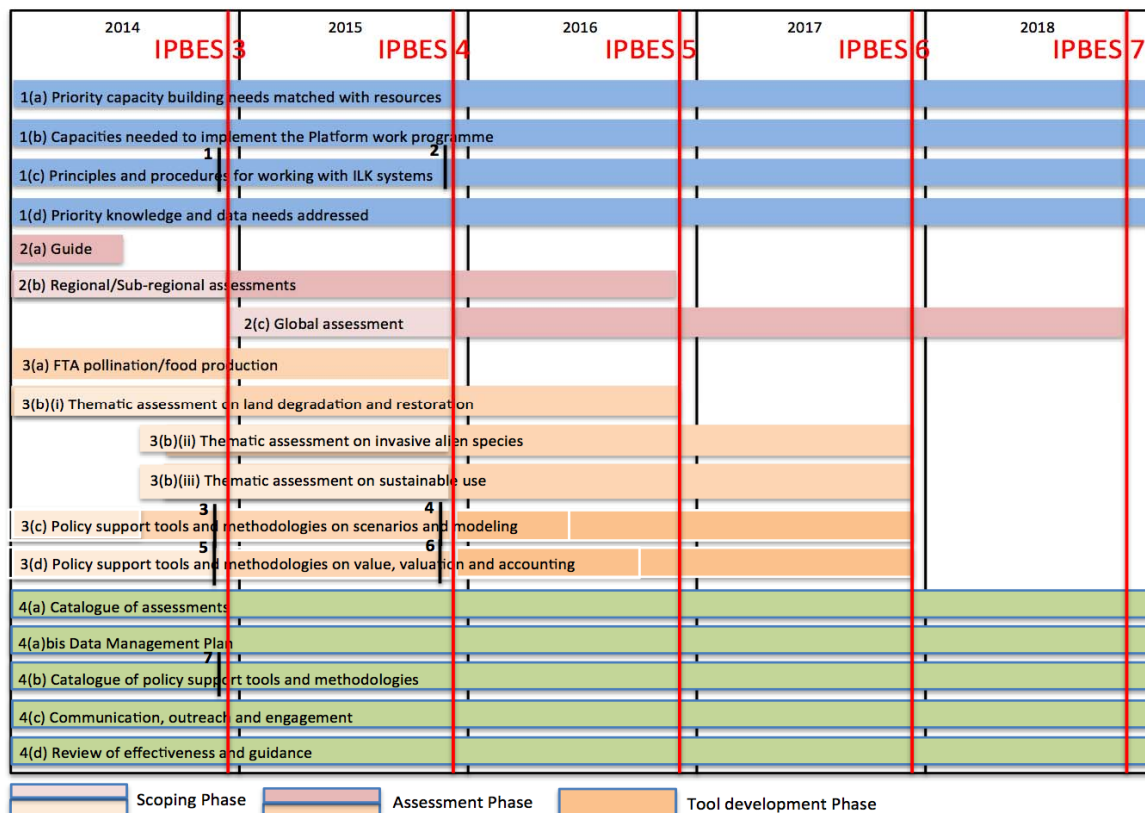 2014
2015
2016
2017
2018
IPBES 3
IPBES 4
IPBES 5
IPBES 6
IPBES 7
1(a) Priority capacity building needs matched with resources
1(b) Capacities needed to implement the Platform work programme
1
2
1(c) Principles and procedures for working with ILK systems
1(d) Priority knowledge and data needs addressed
2(a) Guide
2(b) Regional/Sub-regional assessments
2(c) Global assessment
3(a) FTA pollination/food production
3(b)(i) Thematic assessment on land degradation and restoration
3(b)(ii) Thematic assessment on invasive alien species
3(b)(iii) Thematic assessment on sustainable use
3
4
3(c) Policy support tools and methodologies on scenarios and modeling
5
6
3(d) Policy support tools and methodologies on value, valuation and accounting
4(a) Catalogue of assessments
4(a)bis Data Management Plan
7
4(b) Catalogue of policy support tools and methodologies
4(c) Communication, outreach and engagement
4(d) Review of effectiveness and guidance
Scoping Phase
Assessment Phase
Tool development Phase